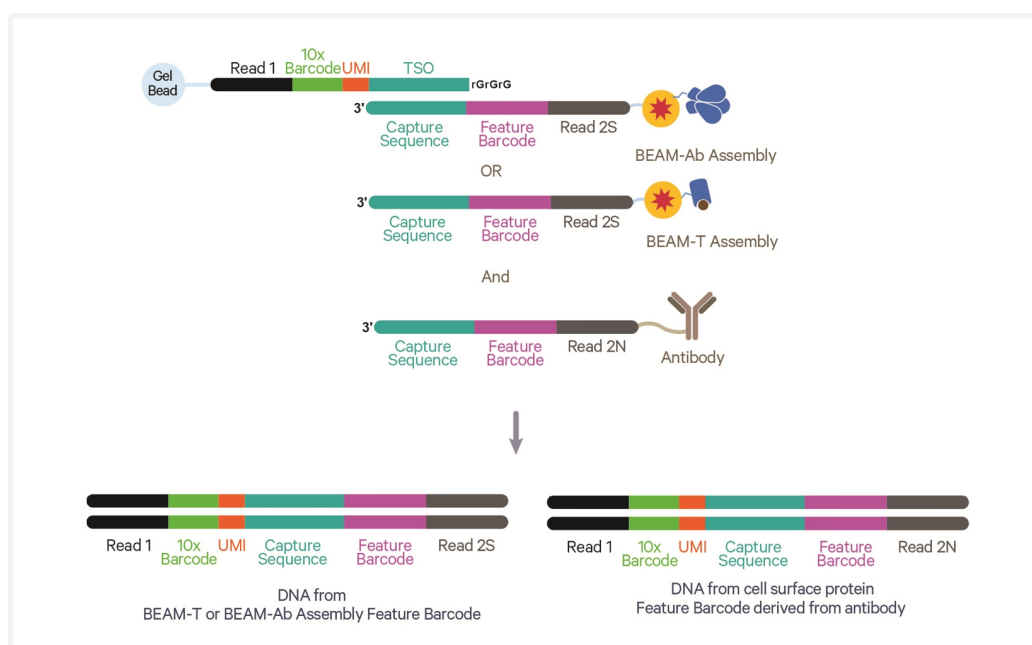 Gel
Bead
Read 1
10x
Barcode
UMI
TSO
rGrGrG
3'
Capture
Sequence
Feature
Barcode
Read 2S
BEAM-Ab Assembly
OR
3'
Capture
Sequence
Feature
Barcode
Read 2S
BEAM-T Assembly
And
3'
Capture
Sequence
Feature
Barcode
Read 2N
Antibody
Read 1
10x
Barcode
UMI
Capture
Sequence
Feature
Barcode
Read 2S
DNA from
BEAM-T or BEAM-Ab Assembly Feature Barcode
Read 1
10x
Barcode
UMI
Capture
Sequence
Feature
Barcode
Read 2N
DNA from cell surface protein
Feature Barcode derived from antibody